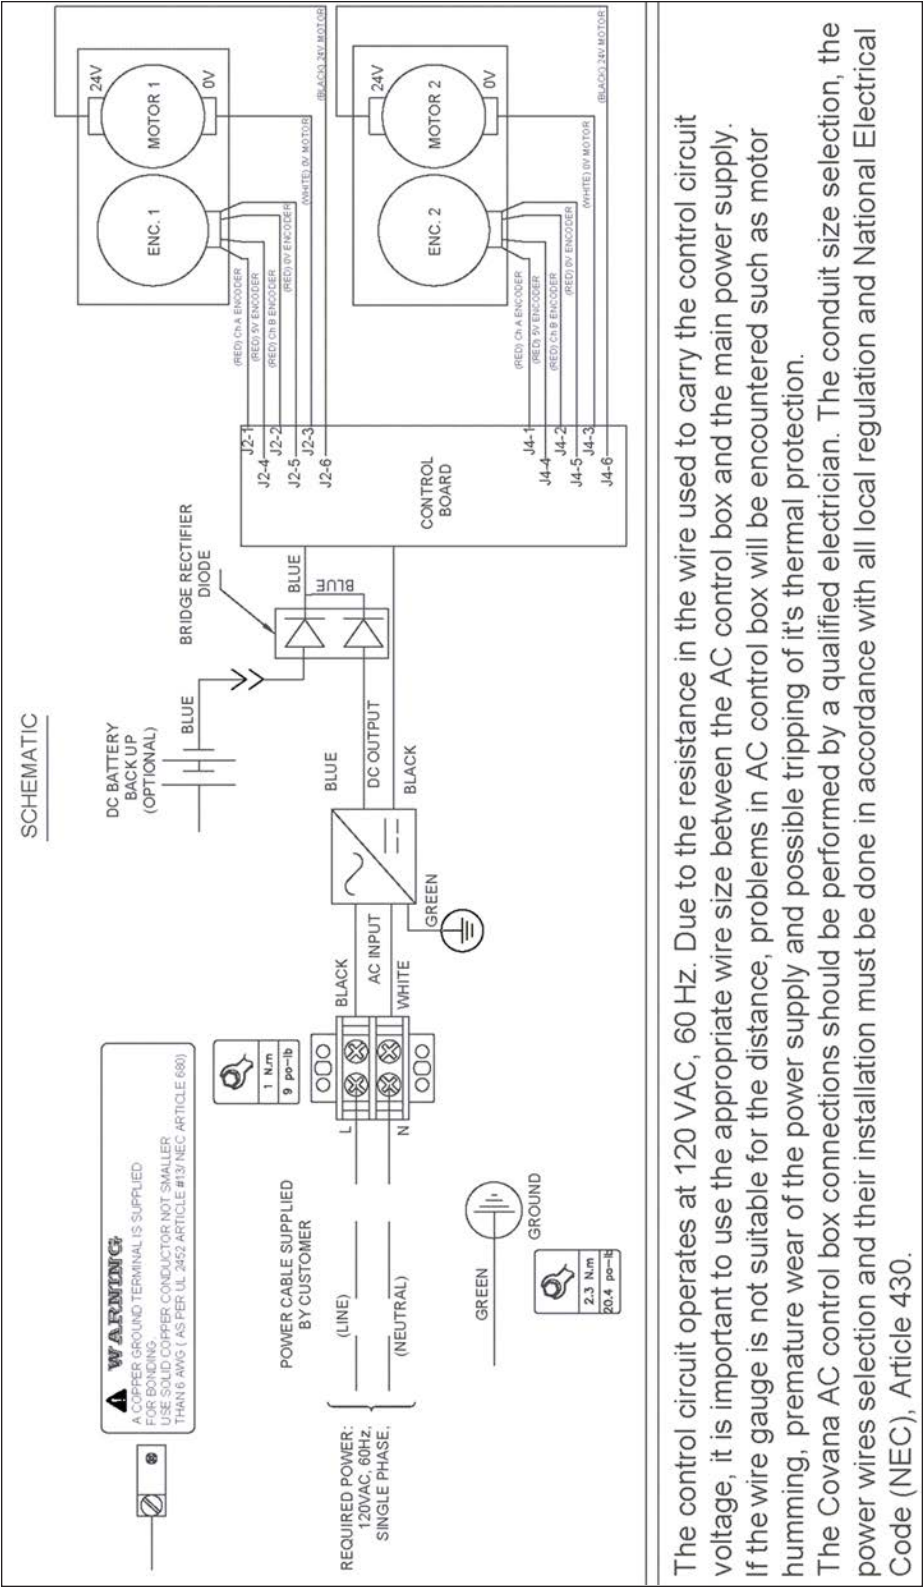 SCHEMATIC
WARNING
A COPPER GROUND TERMINAL IS SUPPLIED
FOR BONDING.
USE SOLID COPPER CONDUCTOR NOT SMALLER
THAN 6 AWG ( AS PER UL 2452 ARTICLE #13/ NEC ARTICLE 680)
REQUIRED POWER:
120VAC, 60Hz,
SINGLE PHASE.
POWER CABLE SUPPLIED
BY CUSTOMER
(LINE)
(NEUTRAL)
GREEN
GROUND
2.3 N.m
20.4 po-lb
1 N.m
9 po-lb
L
N
BLACK
AC INPUT
WHITE
GREEN
DC BATTERY
BACK UP
(OPTIONAL)
BLUE
BLUE
DC OUTPUT
BLACK
BRIDGE RECTIFIER
DIODE
BLUE
BLUE
CONTROL
BOARD
J2-1
J2-4
J2-2
J2-5
J2-3
J2-6
J4-1
J4-4
J4-2
J4-5
J4-3
J4-6
(RED) Ch A ENCODER
(RED) 5V ENCODER
(RED) Ch B ENCODER
(RED) 0V ENCODER
(WHITE) 0V MOTOR
(BLACK) 24V MOTOR
ENC. 1
MOTOR 1
24V
0V
(RED) Ch A ENCODER
(RED) 5V ENCODER
(RED) Ch B ENCODER
(RED) 0V ENCODER
(WHITE) 0V MOTOR
(BLACK) 24V MOTOR
ENC. 2
MOTOR 2
24V
0V
The control circuit operates at 120 VAC, 60 Hz. Due to the resistance in the wire used to carry the control circuit
voltage, it is important to use the appropriate wire size between the AC control box and the main power supply.
If the wire gauge is not suitable for the distance, problems in AC control box will be encountered such as motor
humming, premature wear of the power supply and possible tripping of it's thermal protection.
The Covana AC control box connections should be performed by a qualified electrician. The conduit size selection, the
power wires selection and their installation must be done in accordance with all local regulation and National Electrical
Code (NEC), Article 430.